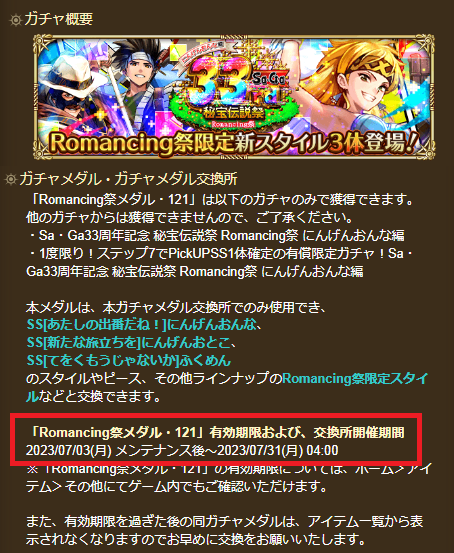 ガチャ概要
にんげんおんな編
33rd
SaGa
秘宝伝説祭
Romancing祭
Romancing祭限定新スタイル3体登場!
ガチャメダル・ガチャメダル交換所
「Romancing祭メダル・121」は以下のガチャのみで獲得できます。
他のガチャからは獲得できませんので、ご了承ください。
・Sa・Ga33周年記念 秘宝伝説祭 Romancing祭 にんげんおんな編
・1度限り！ステップ7でPickUPSS1体確定の有償限定ガチャ！Sa・
Ga33周年記念 秘宝伝説祭 Romancing祭 にんげんおんな編
本メダルは、本ガチャメダル交換所でのみ使用でき、
SS[あたしの出番だね！]にんげんおんな、
SS[新たな旅立ちを]にんげんおとこ、
SS[てをくもうじゃないか]ふくめん
のスタイルやピース、その他ラインナップのRomancing祭限定スタイ
ルなどと交換できます。
「Romancing祭メダル・121」有効期限および、交換所開催期間
2023/07/03(月) メンテナンス後～2023/07/31(月) 04:00
※「Romancing祭メダル・121」の有効期限については、ホーム＞アイ
テム＞その他にてゲーム内でもご確認いただけます。
また、有効期限を過ぎた後の同ガチャメダルは、アイテム一覧から表
示されなくなりますのでお早めに交換をお願いいたします。